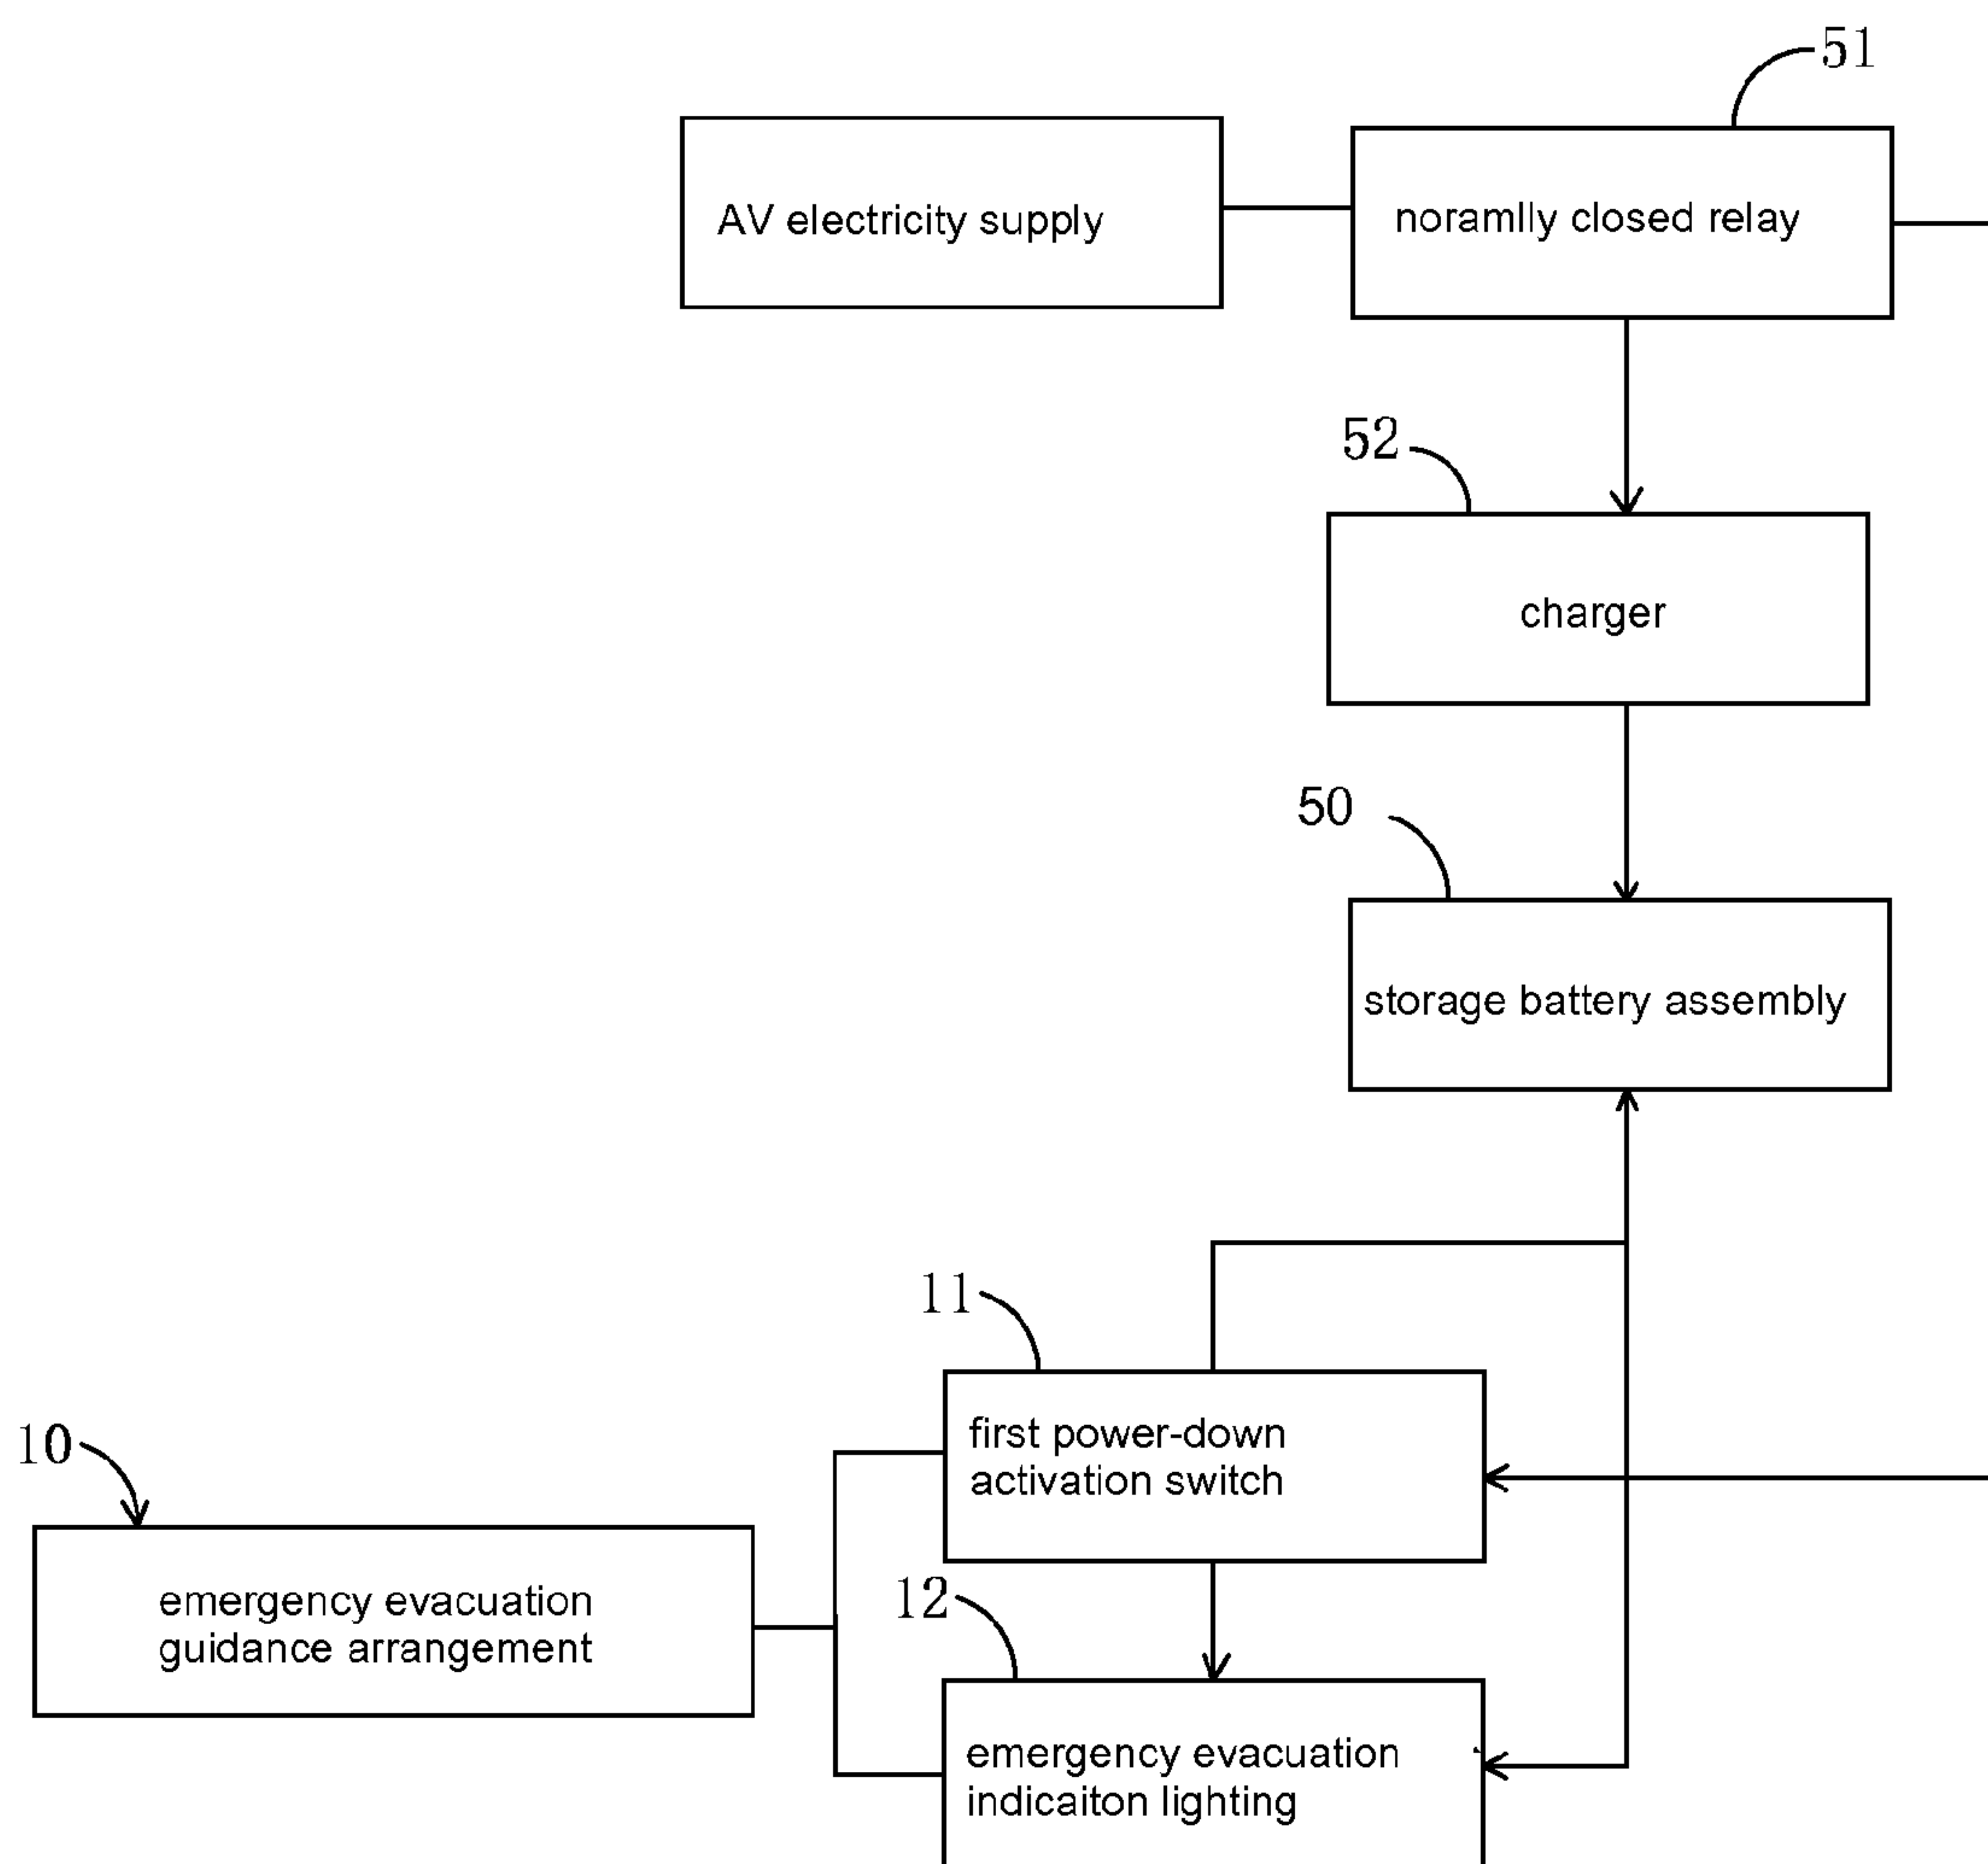 51
AV electricity supply
noramlly closed relay
52
charger
50
storage battery assembly
11
first power-down
activation switch
10
emergency evacuation
guidance arrangement
12
emergency evacuation
indicaiton lighting